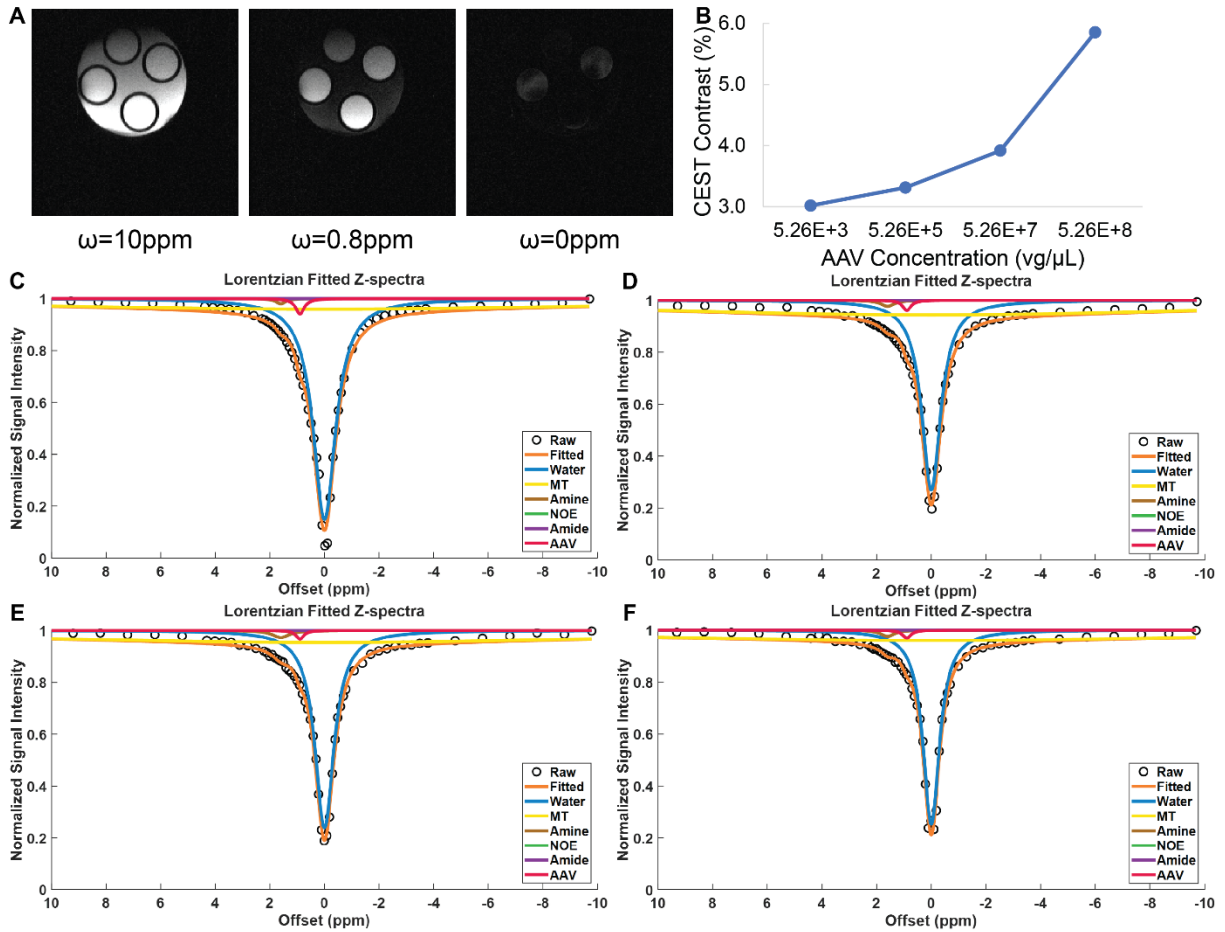 A
ω=10ppm
ω=0.8ppm
ω=0ppm
B
CEST Contrast (%)
6.0
5.0
4.0
3.0
5.26E+3
5.26E+5
5.26E+7
5.26E+8
AAV Concentration (vg/μL)
C
Lorentzian Fitted Z-spectra
Normalized Signal Intensity
1
0.8
0.6
0.4
0.2
0
Raw
Fitted
Water
MT
Amine
NOE
Amide
AAV
10 8 6 4 2 0 -2 -4 -6 -8 -10
Offset (ppm)
D
Lorentzian Fitted Z-spectra
Normalized Signal Intensity
1
0.8
0.6
0.4
0.2
0
Raw
Fitted
Water
MT
Amine
NOE
Amide
AAV
10 8 6 4 2 0 -2 -4 -6 -8 -10
Offset (ppm)
E
Lorentzian Fitted Z-spectra
Normalized Signal Intensity
1
0.8
0.6
0.4
0.2
0
Raw
Fitted
Water
MT
Amine
NOE
Amide
AAV
10 8 6 4 2 0 -2 -4 -6 -8 -10
Offset (ppm)
F
Lorentzian Fitted Z-spectra
Normalized Signal Intensity
1
0.8
0.6
0.4
0.2
0
Raw
Fitted
Water
MT
Amine
NOE
Amide
AAV
10 8 6 4 2 0 -2 -4 -6 -8 -10
Offset (ppm)